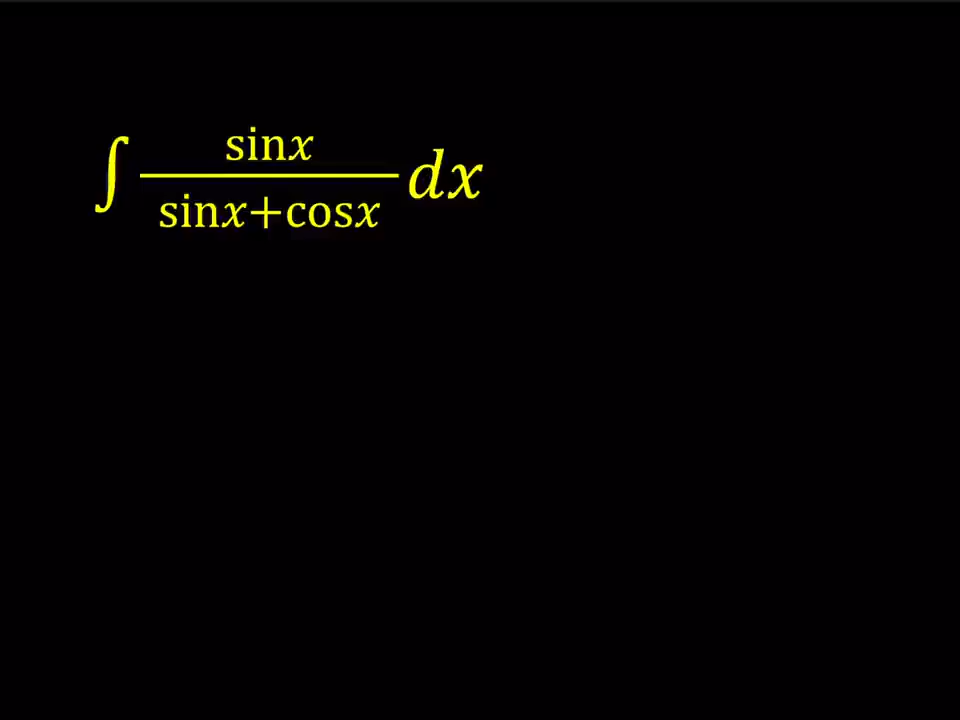 ∫ sinx / sinx+cosx dx